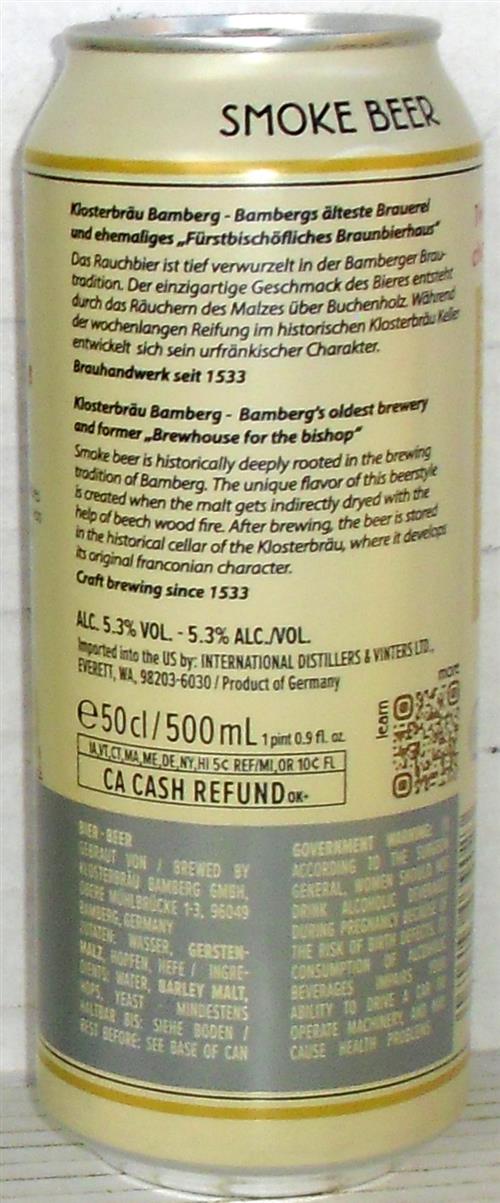 SMOKE BEER
Klosterbräu Bamberg - Bambergs älteste Brauerei
und ehemaliges „Fürstbischöfliches Braunbierhaus“
Das Rauchbier ist tief verwurzelt in der Bamberger Brau-
tradition. Der einzigartige Geschmack des Bieres entsteht
durch das Räuchern des Malzes über Buchenholz. Während
der wochenlangen Reifung im historischen Klosterbräu Keller
entwickelt sich sein urfränkischer Charakter.
Brauhandwerk seit 1533
Klosterbräu Bamberg - Bamberg's oldest brewery
and former „Brewhouse for the bishop“
Smoke beer is historically deeply rooted in the brewing
tradition of Bamberg. The unique flavor of this beerstyle
is created when the malt gets indirectly dryed with the
help of beech wood fire. After brewing, the beer is stored
in the historical cellar of the Klosterbräu, where it develops
its original franconian character.
Craft brewing since 1533
ALC. 5.3% VOL. - 5.3% ALC./VOL.
Imported into the US by: INTERNATIONAL DISTILLERS & VINTERS LTD.,
EVERETT, WA, 98203-6030 / Product of Germany
℮50cl/500mL 1 pint 0.9 fl. oz.
IA,VT,CT,MA,ME,DE,NY,HI 5C REF/MI,OR 10C FL
CA CASH REFUND OK+
learn more
BIER - BEER
GEBRAUT VON / BREWED BY
KLOSTERBRÄU BAMBERG GMBH,
OBERE MÜHLBRÜCKE 1-3, 96049
BAMBERG, GERMANY
ZUTATEN: WASSER, GERSTEN-
MALZ, HOPFEN, HEFE / INGRE-
DIENTS: WATER, BARLEY MALT,
HOPS, YEAST - MINDESTENS
HALTBAR BIS: SIEHE BODEN /
BEST BEFORE: SEE BASE OF CAN
GOVERNMENT WARNING:
ACCORDING TO THE SURGEON
GENERAL, WOMEN SHOULD NOT
DRINK ALCOHOLIC BEVERAGES
DURING PREGNANCY BECAUSE OF
THE RISK OF BIRTH DEFECTS.
CONSUMPTION OF ALCOHOLIC
BEVERAGES IMPAIRS YOUR
ABILITY TO DRIVE A CAR OR
OPERATE MACHINERY, AND MAY
CAUSE HEALTH PROBLEMS